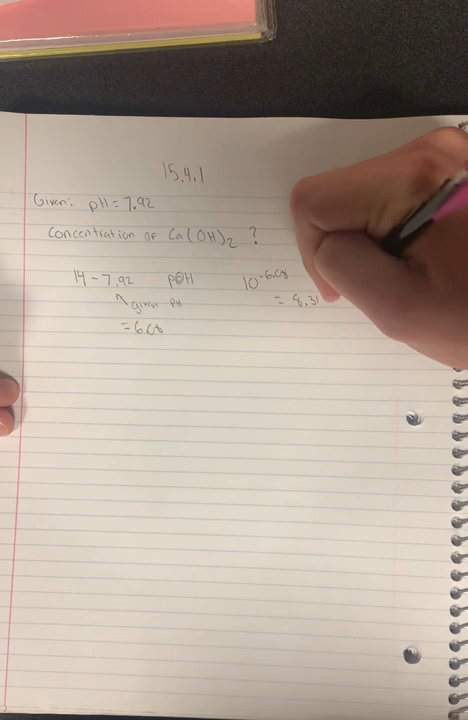 15.4.1
Given: pH = 7.92
Concentration of Ca(OH)2 ?
14 - 7.92 pOH 10^-6.08
given pH = 8.31
= 6.08